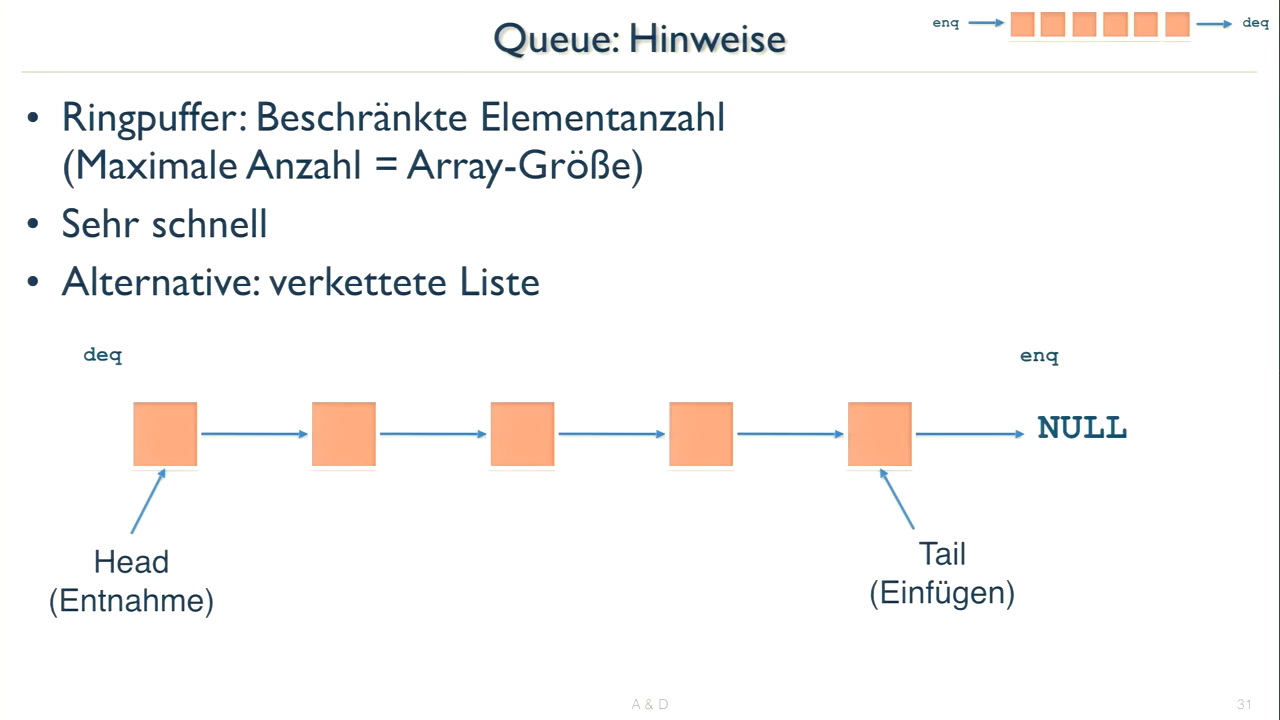 Queue: Hinweise
enq
deq
• Ringpuffer: Beschränkte Elementanzahl
(Maximale Anzahl = Array-Größe)
• Sehr schnell
• Alternative: verkettete Liste
deq
enq
NULL
Head
(Entnahme)
Tail
(Einfügen)
A & D
31